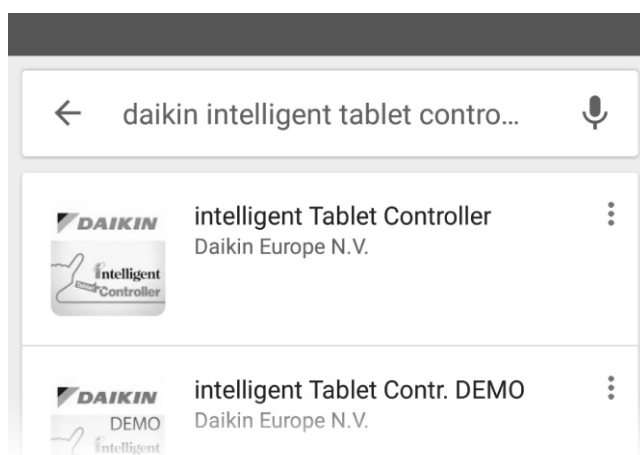 daikin intelligent tablet contro...
DAIKIN
intelligent
Controller
intelligent Tablet Controller
Daikin Europe N.V.
DAIKIN
DEMO
intelligent
intelligent Tablet Contr. DEMO
Daikin Europe N.V.